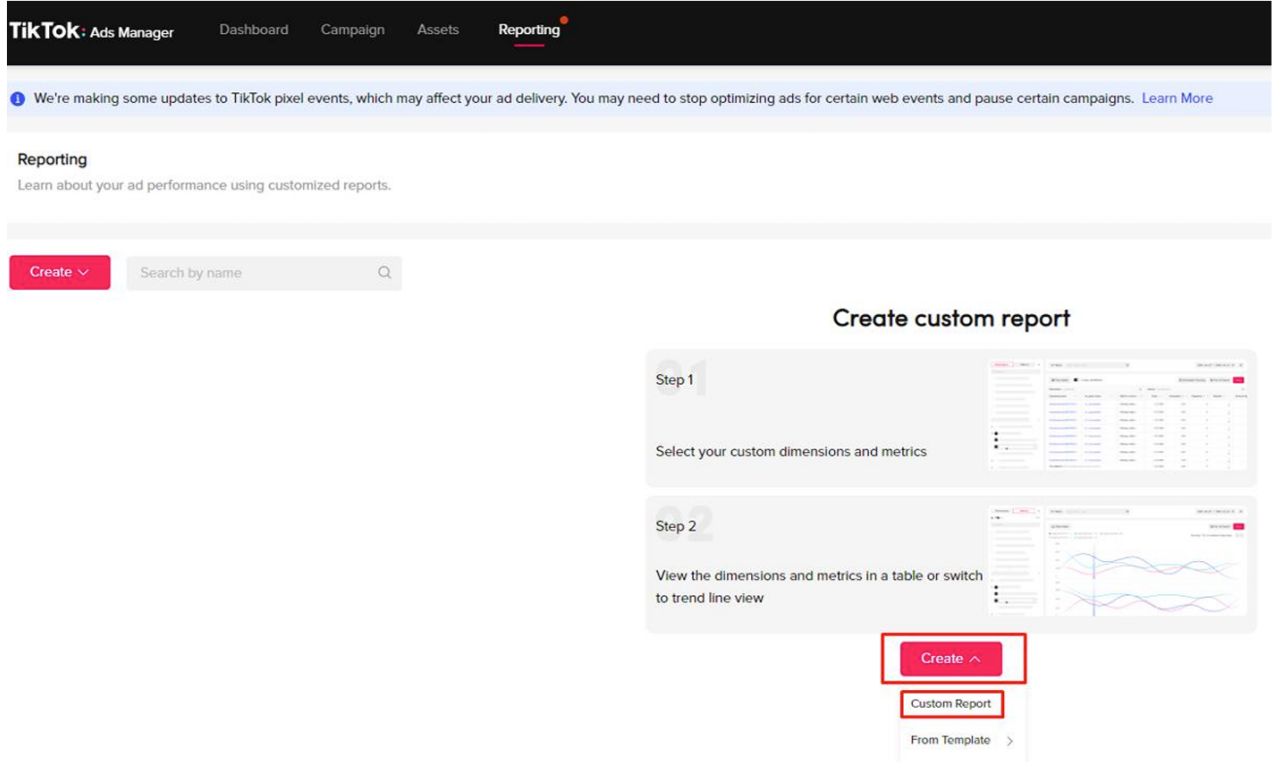 TikTok: Ads Manager Dashboard Campaign Assets Reporting
We're making some updates to TikTok pixel events, which may affect your ad delivery. You may need to stop optimizing ads for certain web events and pause certain campaigns. Learn More
Reporting
Learn about your ad performance using customized reports.
Create Search by name
Create custom report
01
Step 1
Select your custom dimensions and metrics
02
Step 2
View the dimensions and metrics in a table or switch
to trend line view
Create
Custom Report
From Template